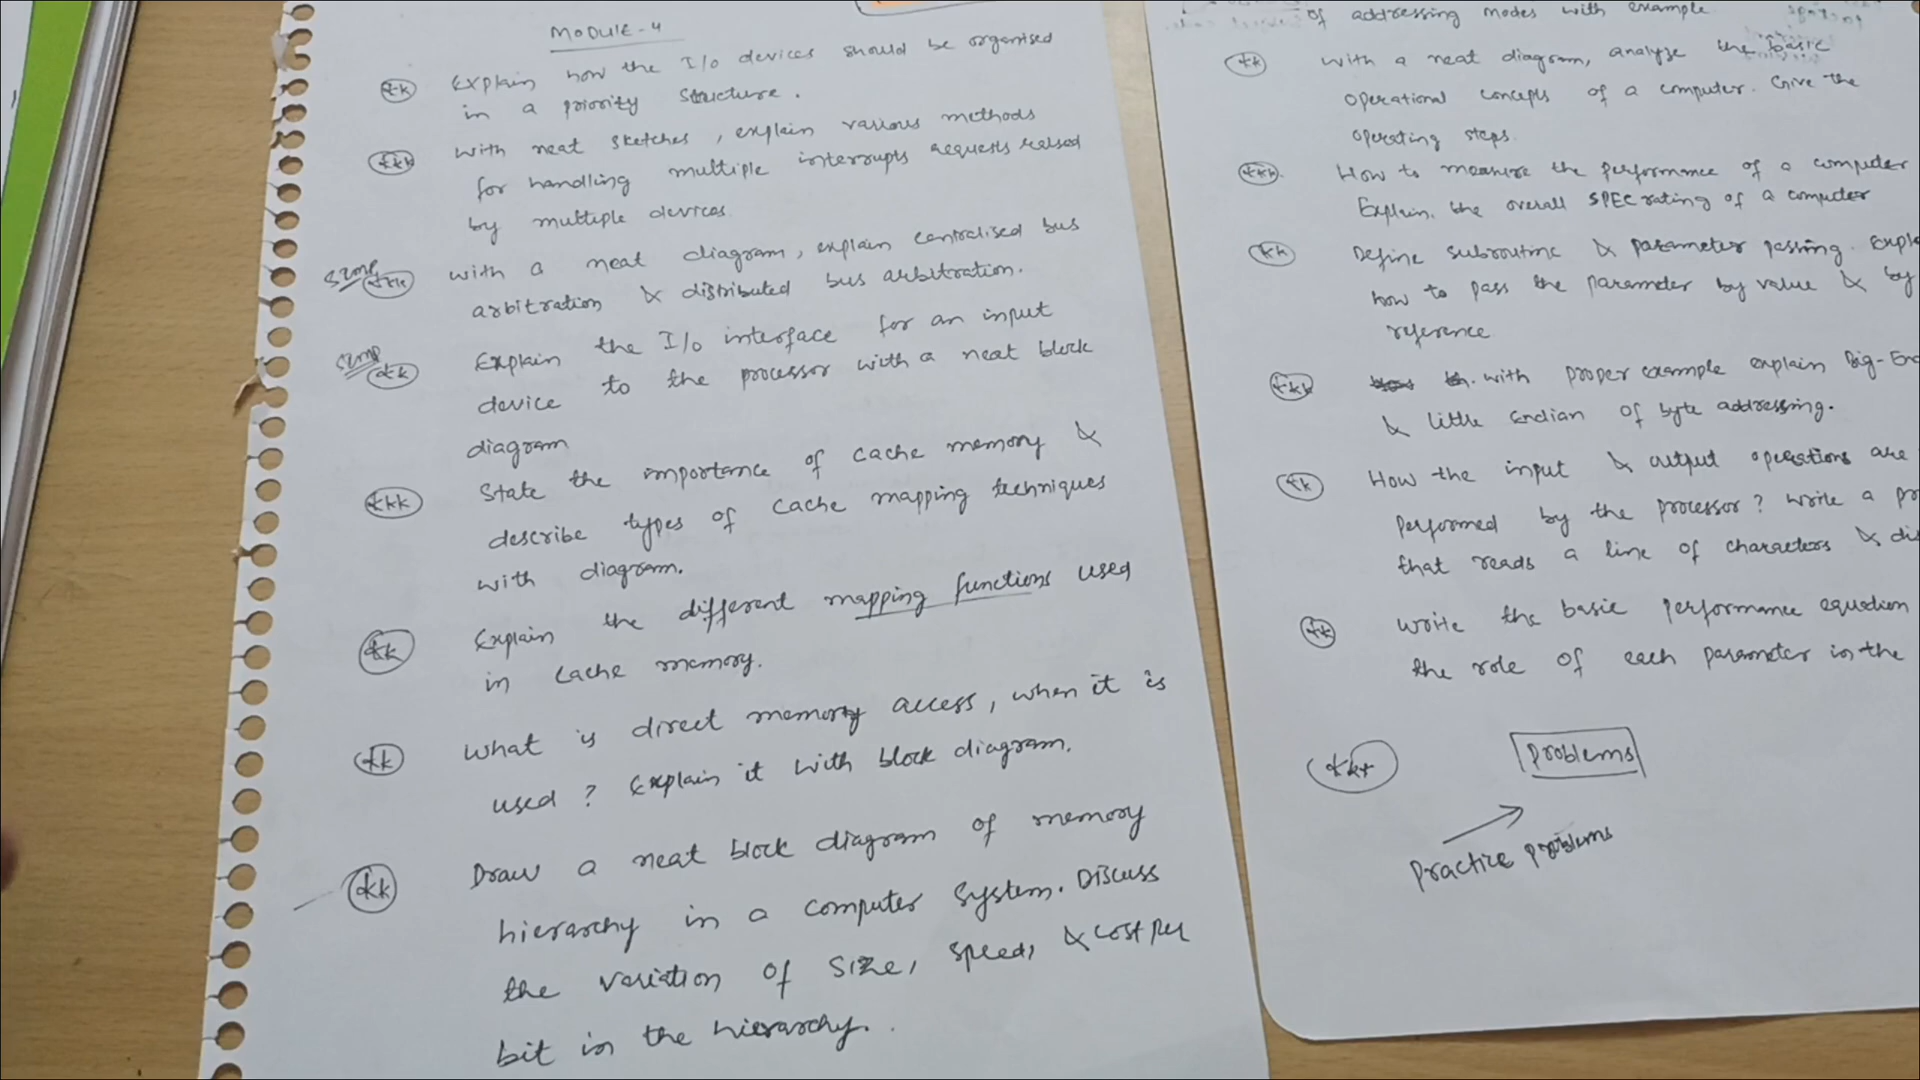 MODULE-4
** Explain how the I/o devices should be organised
in a priority structure.
*** with neat sketches, explain various methods
for handling multiple interrupts requests raised
by multiple devices.
*** with a neat diagram, explain centralised bus
arbitration & distributed bus arbitration.
** Explain the I/o interface for an input
device to the processor with a neat block
diagram
*** State the importance of cache memory &
describe types of cache mapping techniques
with diagram.
** Explain the different mapping functions used
in cache memory.
** what is direct memory access, when it is
used? Explain it with block diagram.
** Draw a neat block diagram of memory
hierarchy in a computer system. Discuss
the variation of size, speed, & cost per
bit in the hierarchy.
of addressing modes with example
** with a neat diagram, analyze the basic
operational concepts of a computer. Give the
operating steps.
*** How to measure the performance of a computer
Explain. the overall SPEC rating of a computer
** Define subroutine & parameter passing. Expla
how to pass the parameter by value & by
reference
*** with proper example explain Big-En
& little Endian of byte addressing.
** How the input & output operations are
performed by the processor? Write a pr
that reads a line of characters & dis
** write the basic performance equation
the role of each parameter in the
*** Problems
Practice problems